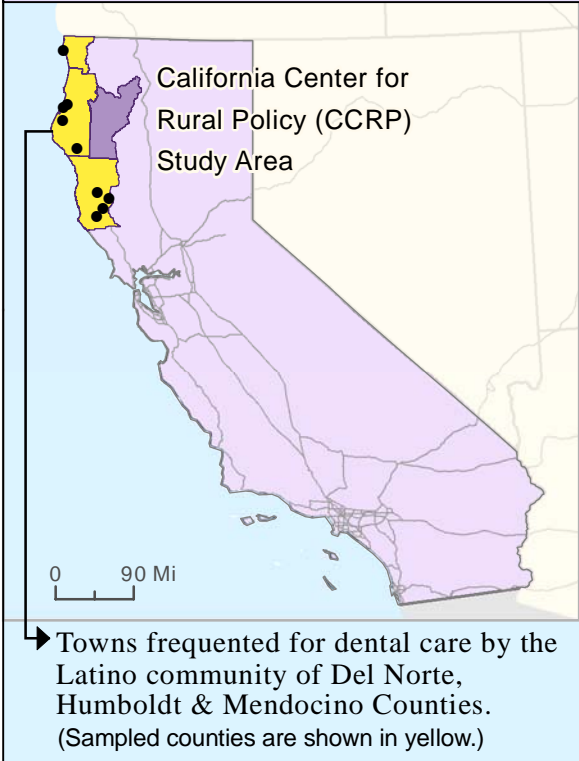 California Center for
Rural Policy (CCRP)
Study Area
0 90 Mi
Towns frequented for dental care by the
Latino community of Del Norte,
Humboldt & Mendocino Counties.
(Sampled counties are shown in yellow.)